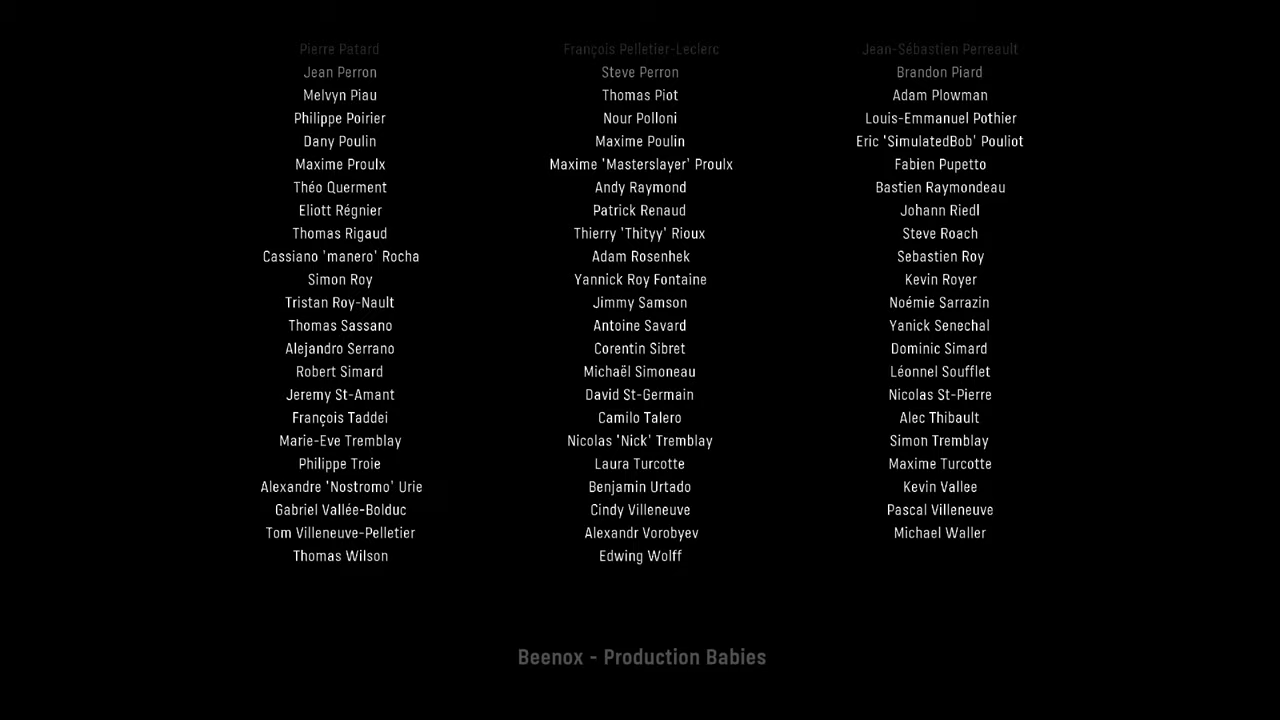 Pierre Patard François Pelletier-Leclerc Jean-Sébastien Perreault
Jean Perron Steve Perron Brandon Piard
Melvyn Piau Thomas Piot Adam Plowman
Philippe Poirier Nour Polloni Louis-Emmanuel Pothier
Dany Poulin Maxime Poulin Eric 'SimulatedBob' Pouliot
Maxime Proulx Maxime 'Masterslayer' Proulx Fabien Pupetto
Théo Querment Andy Raymond Bastien Raymondeau
Eliott Régnier Patrick Renaud Johann Riedl
Thomas Rigaud Thierry 'Thityy' Rioux Steve Roach
Cassiano 'manero' Rocha Adam Rosenhek Sebastien Roy
Simon Roy Yannick Roy Fontaine Kevin Royer
Tristan Roy-Nault Jimmy Samson Noémie Sarrazin
Thomas Sassano Antoine Savard Yanick Senechal
Alejandro Serrano Corentin Sibret Dominic Simard
Robert Simard Michaël Simoneau Léonnel Soufflet
Jeremy St-Amant David St-Germain Nicolas St-Pierre
François Taddei Camilo Talero Alec Thibault
Marie-Eve Tremblay Nicolas 'Nick' Tremblay Simon Tremblay
Philippe Troie Laura Turcotte Maxime Turcotte
Alexandre 'Nostromo' Urie Benjamin Urtado Kevin Vallee
Gabriel Vallée-Bolduc Cindy Villeneuve Pascal Villeneuve
Tom Villeneuve-Pelletier Alexandr Vorobyev Michael Waller
Thomas Wilson Edwing Wolff
Beenox - Production Babies